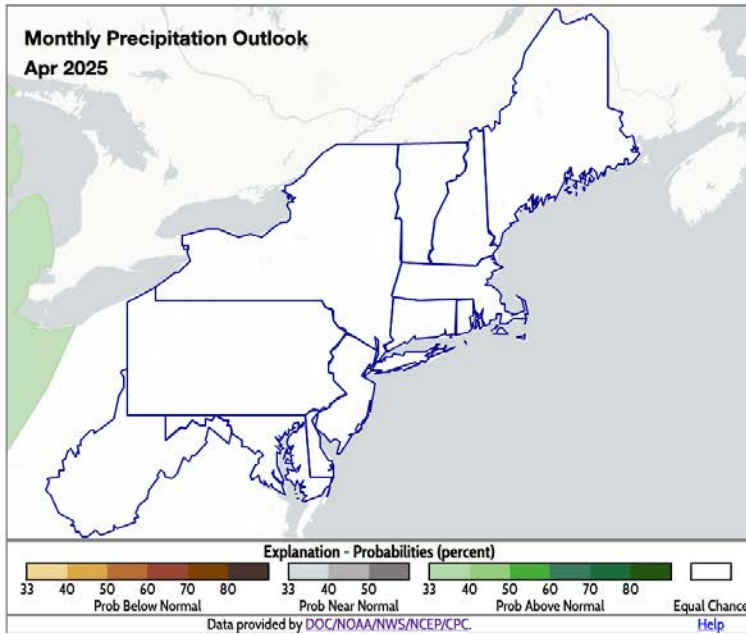 Monthly Precipitation Outlook
Apr 2025
Explanation - Probabilities (percent)
33 40 50 60 70 80 33 40 50 33 40 50 60 70 80
Prob Below Normal Prob Near Normal Prob Above Normal Equal Chance
Data provided by DOC/NOAA/NWS/NCEP/CPC. Help